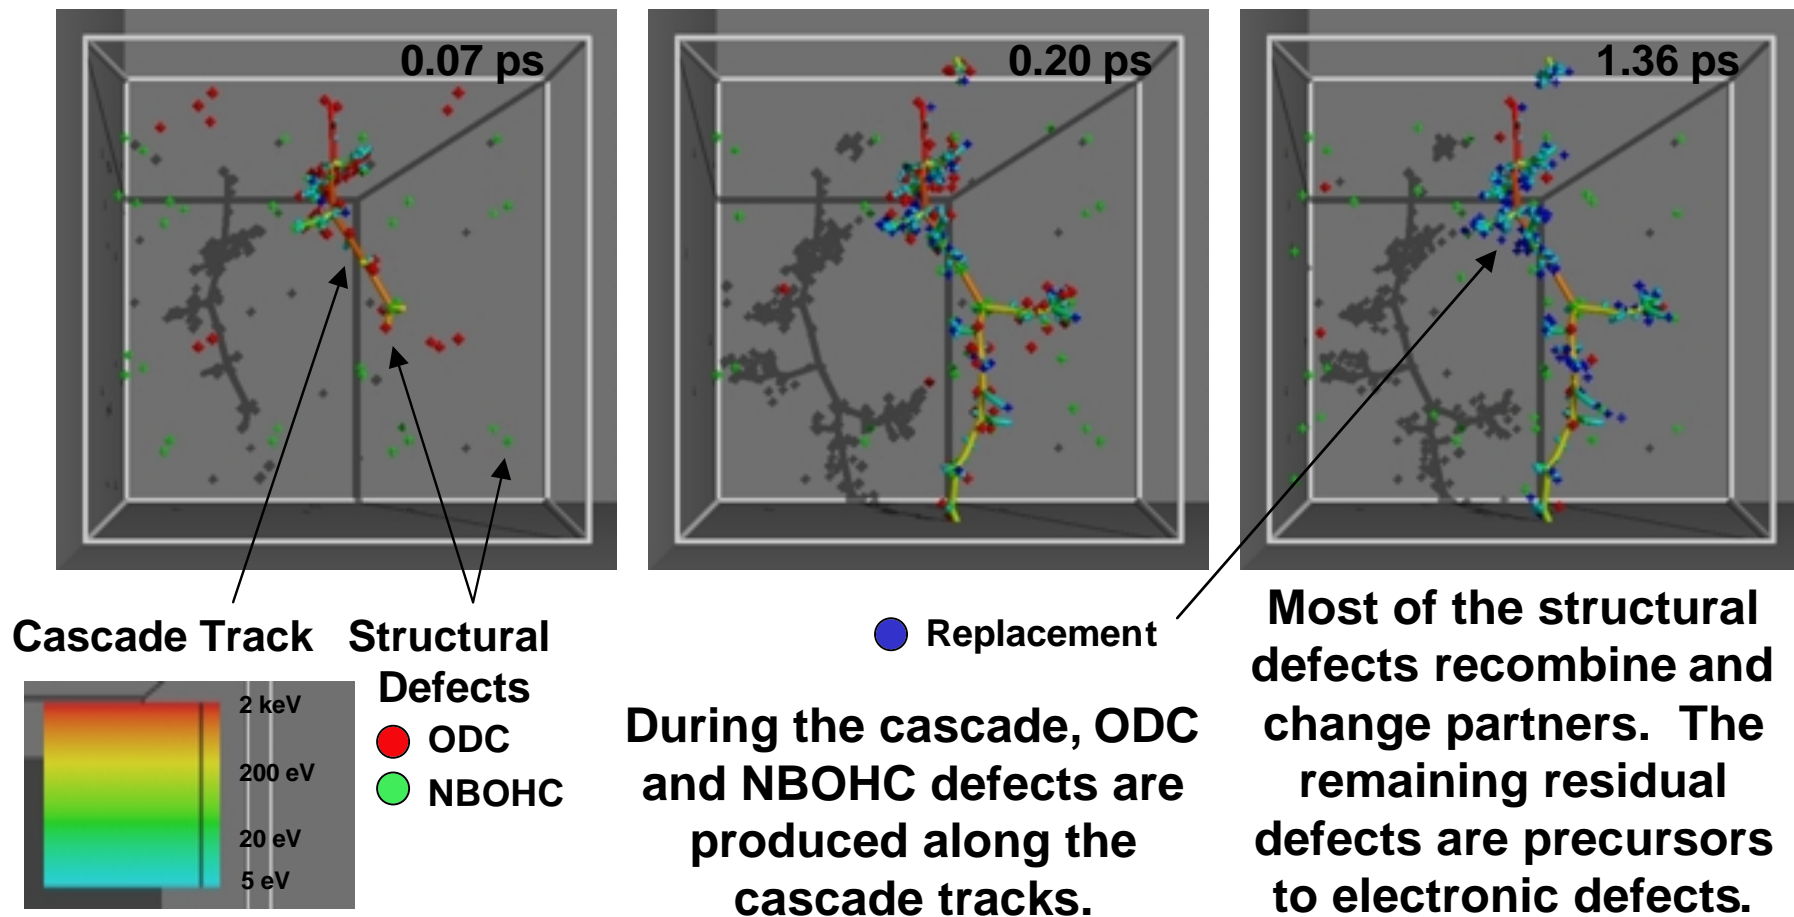 0.07 ps
0.20 ps
1.36 ps
Cascade Track
Structural
Defects
ODC
NBOHC
2 keV
200 eV
20 eV
5 eV
Replacement
During the cascade, ODC
and NBOHC defects are
produced along the
cascade tracks.
Most of the structural
defects recombine and
change partners.  The
remaining residual
defects are precursors
to electronic defects.